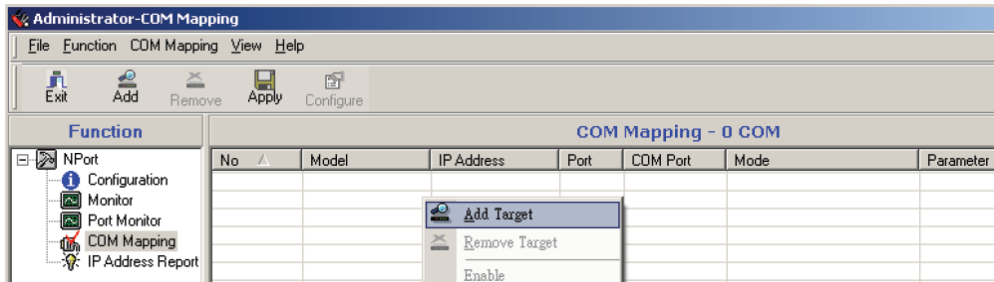 Administrator-COM Mapping
File Function COM Mapping View Help
Exit Add Remove Apply Configure
Function COM Mapping - 0 COM
NPort No Model IP Address Port COM Port Mode Parameter
Configuration
Monitor
Port Monitor
COM Mapping
IP Address Report
Add Target
Remove Target
Enable